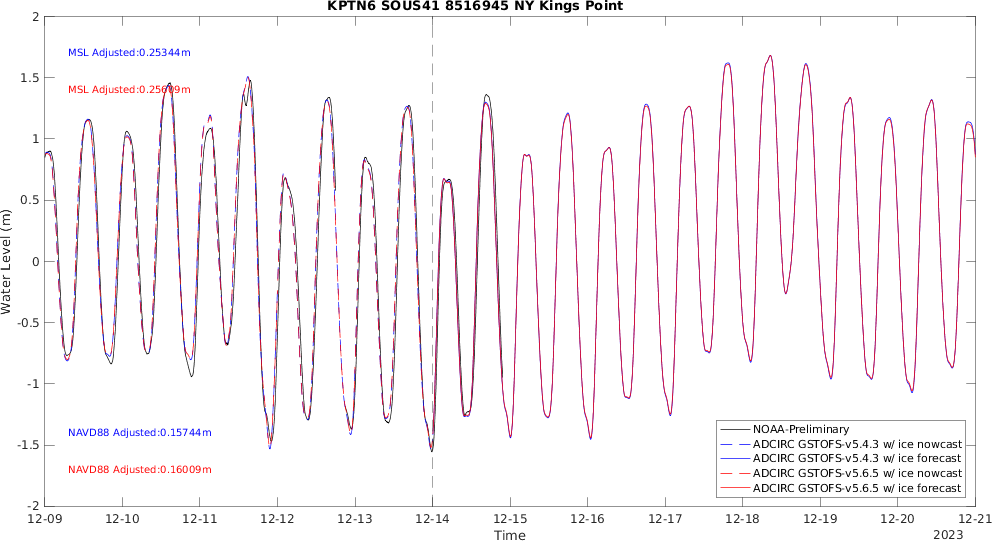 KPTN6 SOUS41 8516945 NY Kings Point
2
1.5
1
0.5
0
-0.5
-1
-1.5
-2
Water Level (m)
MSL Adjusted:0.25344m
MSL Adjusted:0.25609m
NAVD88 Adjusted:0.15744m
NAVD88 Adjusted:0.16009m
NOAA-Preliminary
ADCIRC GSTOFS-v5.4.3 w/ ice nowcast
ADCIRC GSTOFS-v5.4.3 w/ ice forecast
ADCIRC GSTOFS-v5.6.5 w/ ice nowcast
ADCIRC GSTOFS-v5.6.5 w/ ice forecast
12-09 12-10 12-11 12-12 12-13 12-14 12-15 12-16 12-17 12-18 12-19 12-20 12-21
Time
2023